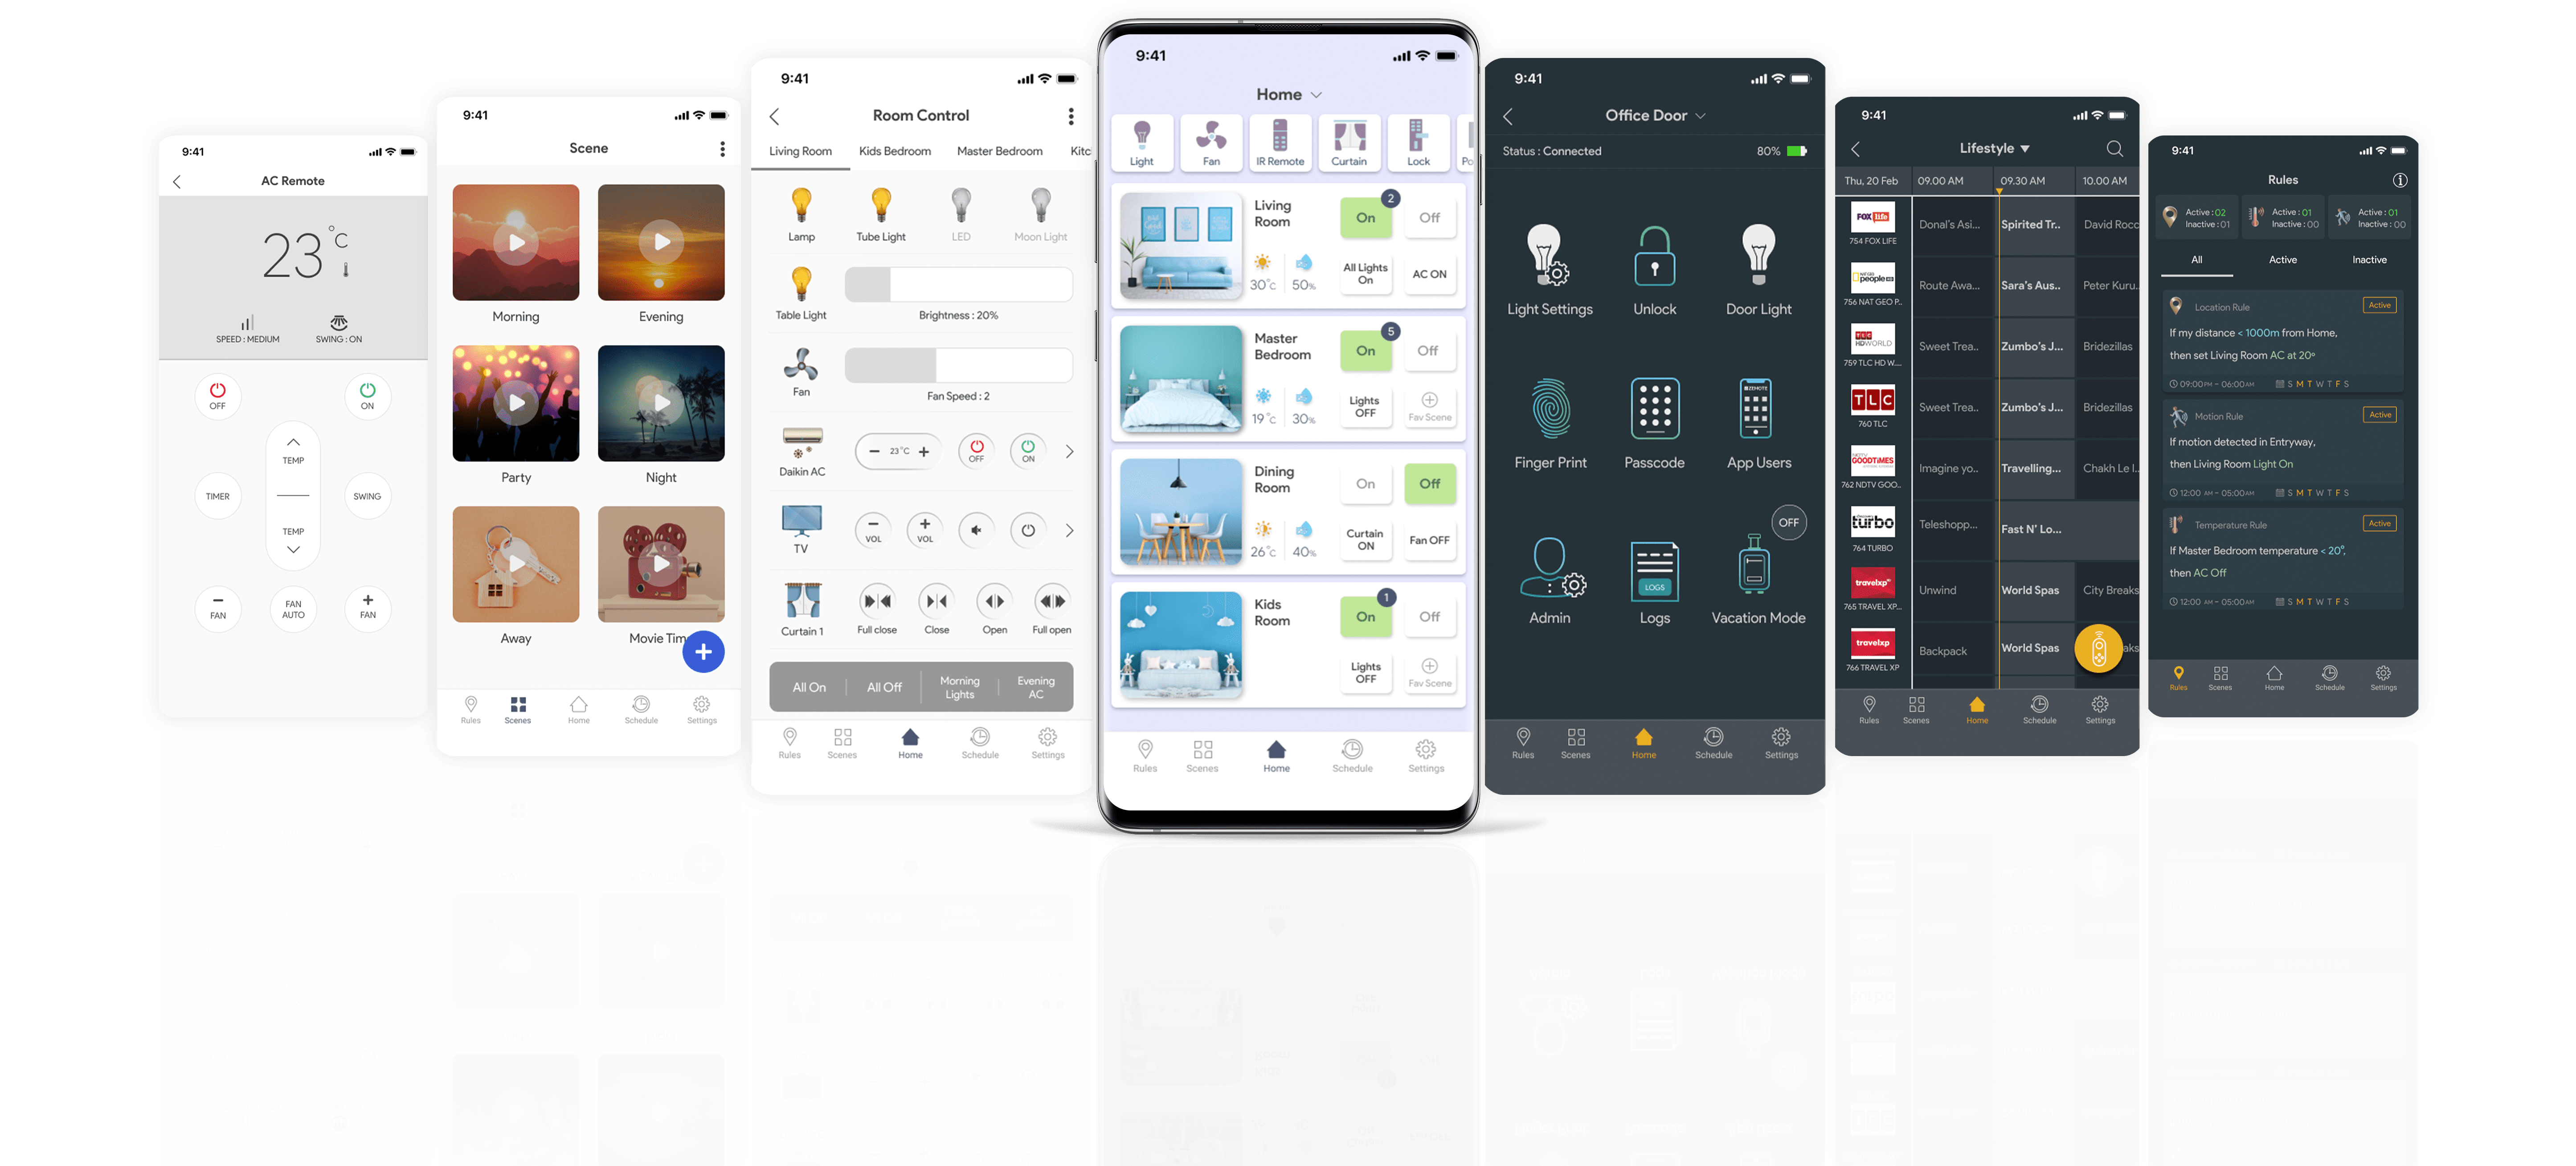 9:41
AC Remote
23°C
SPEED : MEDIUM
SWING : ON
OFF
ON
TEMP
TIMER
SWING
TEMP
FAN
FAN
AUTO
FAN
9:41
Scene
Morning
Evening
Party
Night
Away
Movie Tim
Rules
Scenes
Home
Schedule
Settings
9:41
Room Control
Living Room
Kids Bedroom
Master Bedroom
Kitc
Lamp
Tube Light
LED
Moon Light
Table Light
Brightness : 20%
Fan
Fan Speed : 2
Daikin AC
23°C
OFF
ON
TV
VOL
VOL
Curtain 1
Full close
Close
Open
Full open
All On
All Off
Morning
Lights
Evening
AC
Rules
Scenes
Home
Schedule
Settings
9:41
Home
Light
Fan
IR Remote
Curtain
Lock
Po
Living
Room
On
2
Off
30°c
50%
All Lights
On
AC ON
Master
Bedroom
On
5
Off
19°c
30%
Lights
OFF
Fav Scene
Dining
Room
On
Off
26°c
40%
Curtain
ON
Fan OFF
Kids
Room
On
1
Off
Lights
OFF
Fav Scene
Rules
Scenes
Home
Schedule
Settings
9:41
Office Door
Status : Connected
80%
Light Settings
Unlock
Door Light
Finger Print
Passcode
ZEMOTE
App Users
OFF
Admin
LOGS
Logs
Vacation Mode
Rules
Scenes
Home
Schedule
Settings
9:41
Lifestyle
Thu, 20 Feb
09.00 AM
09.30 AM
10.00 AM
FOX life
754 FOX LIFE
Donal's Asi...
Spirited Tr..
David Rocc
people
756 NAT GEO P..
Route Awa...
Sara's Aus..
Peter Kuru..
TLC
HD WORLD
759 TLC HD W....
Sweet Trea..
Zumbo's J...
Bridezillas
TLC
760 TLC
Sweet Trea..
Zumbo's J...
Bridezillas
NDTV
GOODTiMES
762 NDTV GOO..
Imagine yo..
Travelling...
Chakh Le I..
turbo
764 TURBO
Teleshopp...
Fast N' Lo...
travelxp
765 TRAVEL XP...
Unwind
World Spas
City Breaks
travelxp
766 TRAVEL XP
Backpack
World Spas
aks
Rules
Scenes
Home
Schedule
Settings
9:41
Rules
Active : 02
Inactive : 01
Active : 01
Inactive : 00
Active : 01
Inactive : 00
All
Active
Inactive
Location Rule
Active
If my distance < 1000m from Home,
then set Living Room AC at 20º
09:00PM - 06:00AM
S M T W T F S
Motion Rule
Active
If motion detected in Entryway,
then Living Room Light On
12:00 AM - 05:00AM
S M T W T F S
Temperature Rule
Active
If Master Bedroom temperature < 20°,
then AC Off
12:00 AM - 05:00AM
S M T W T F S
Rules
Scenes
Home
Schedule
Settings